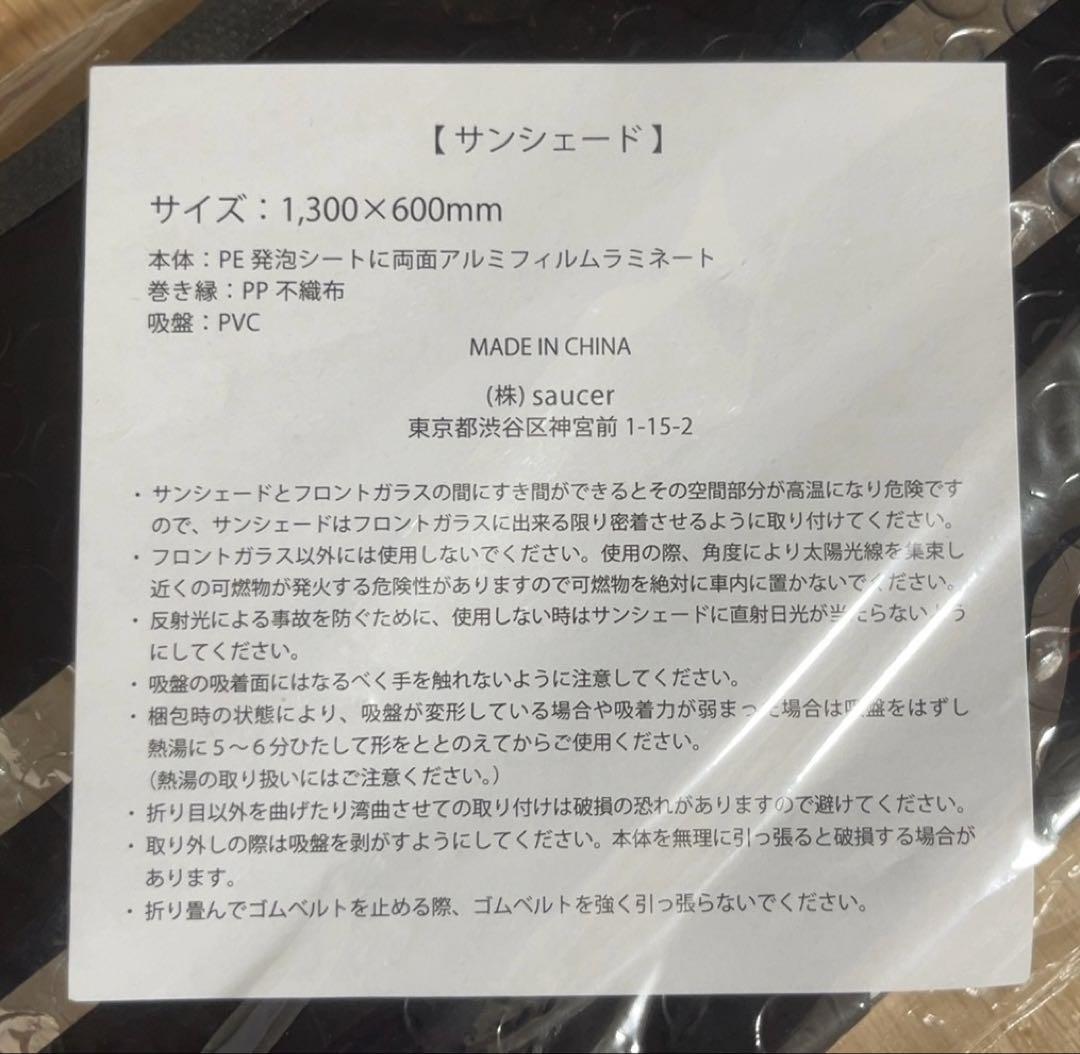 【サンシェード】
サイズ：1,300×600mm
本体：PE 発泡シートに両面アルミフィルムラミネート
巻き縁：PP 不織布
吸盤：PVC
MADE IN CHINA
(株) saucer
東京都渋谷区神宮前 1-15-2
・サンシェードとフロントガラスの間にすき間ができるとその空間部分が高温になり危険です
ので、サンシェードはフロントガラスに出来る限り密着させるように取り付けてください。
・フロントガラス以外には使用しないでください。使用の際、角度により太陽光線を集束し
近くの可燃物が発火する危険性がありますので可燃物を絶対に車内に置かないでください。
・反射光による事故を防ぐために、使用しない時はサンシェードに直射日光が当たらないよう
にしてください。
・吸盤の吸着面にはなるべく手を触れないように注意してください。
・梱包時の状態により、吸盤が変形している場合や吸着力が弱まった場合は吸盤をはずし
熱湯に５～６分ひたして形をととのえてからご使用ください。
（熱湯の取り扱いにはご注意ください。）
・折り目以外を曲げたり湾曲させての取り付けは破損の恐れがありますので避けてください。
・取り外しの際は吸盤を剥がすようにしてください。本体を無理に引っ張ると破損する場合が
あります。
・折り畳んでゴムベルトを止める際、ゴムベルトを強く引っ張らないでください。